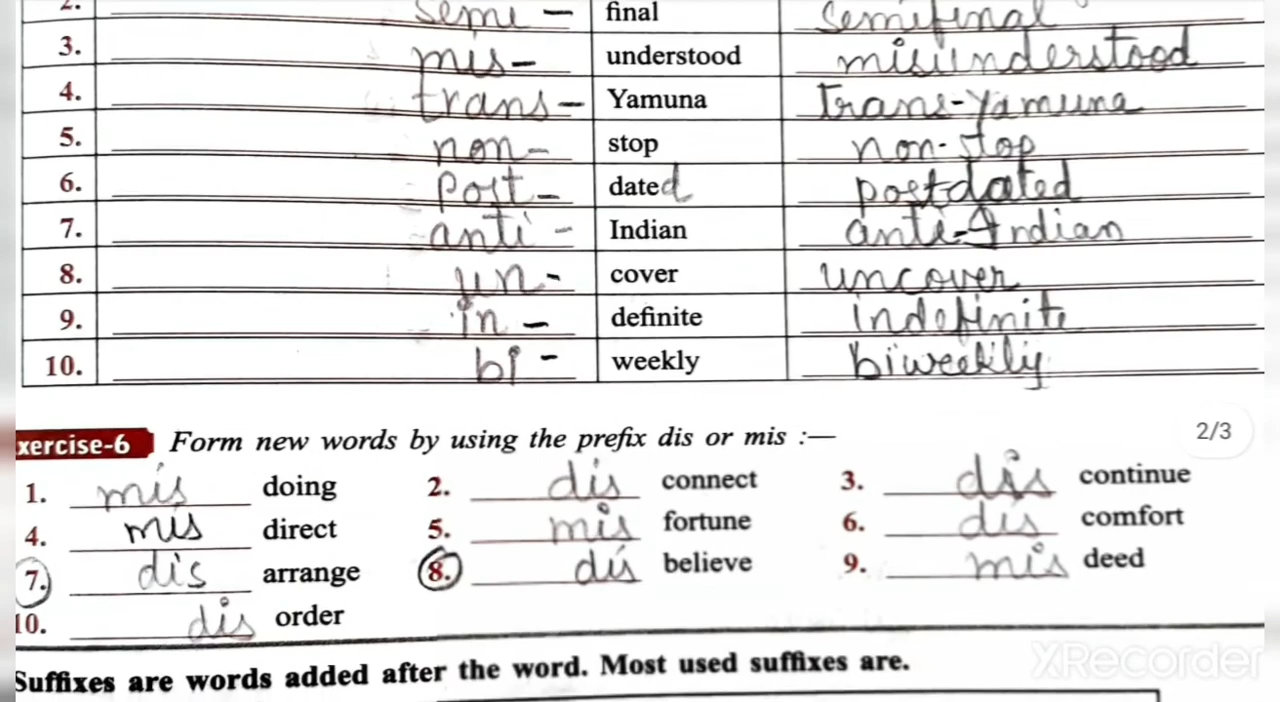 2. semi – final semifinal
3. mis – understood misunderstood
4. trans – Yamuna Trans-Yamuna
5. non – stop non-stop
6. Post – dated postdated
7. anti – Indian anti-Indian
8. un - cover uncover
9. in – definite indefinite
10. bi – weekly biweekly
xercise-6 Form new words by using the prefix dis or mis :—
2/3
1. mis doing 2. dis connect 3. dis continue
4. mis direct 5. mis fortune 6. dis comfort
7. dis arrange 8. dis believe 9. mis deed
10. dis order
Suffixes are words added after the word. Most used suffixes are.
XRecorder